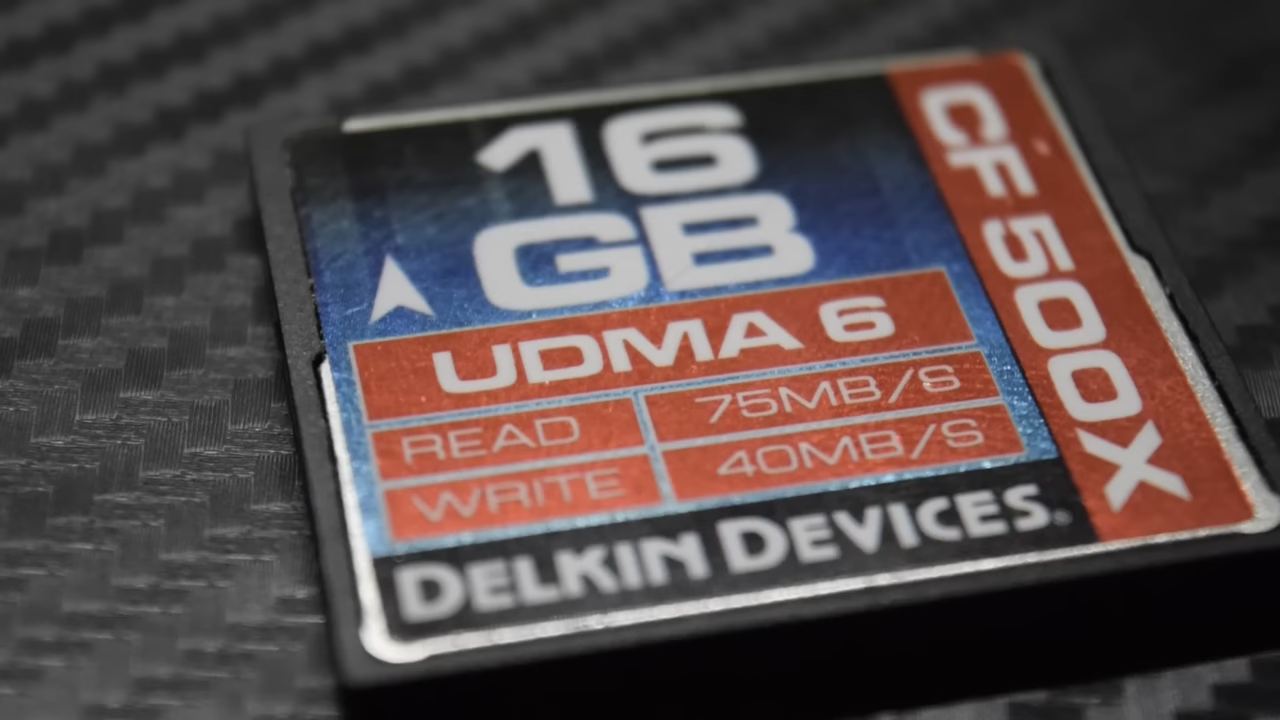 16
GB
UDMA 6
READ 75MB/S
WRITE 40MB/S
DELKIN DEVICES®
CF 500X